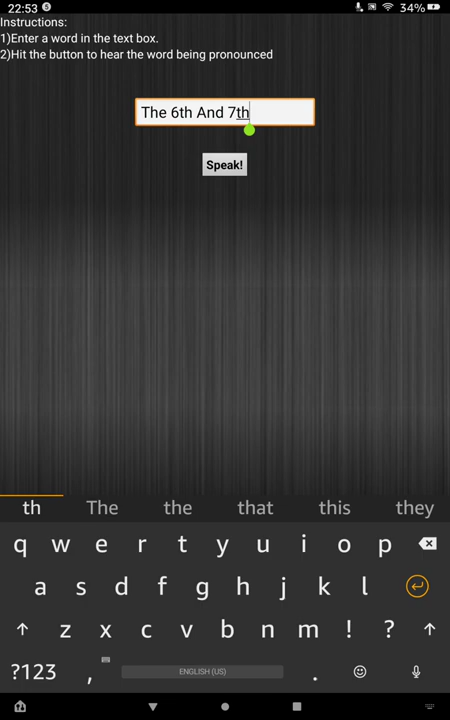 22:53 S 34%
Instructions:
1)Enter a word in the text box.
2)Hit the button to hear the word being pronounced
The 6th And 7th
Speak!
th The the that this they
q w e r t y u i o p
a s d f g h j k l
z x c v b n m ! ?
?123 , ENGLISH (US) .